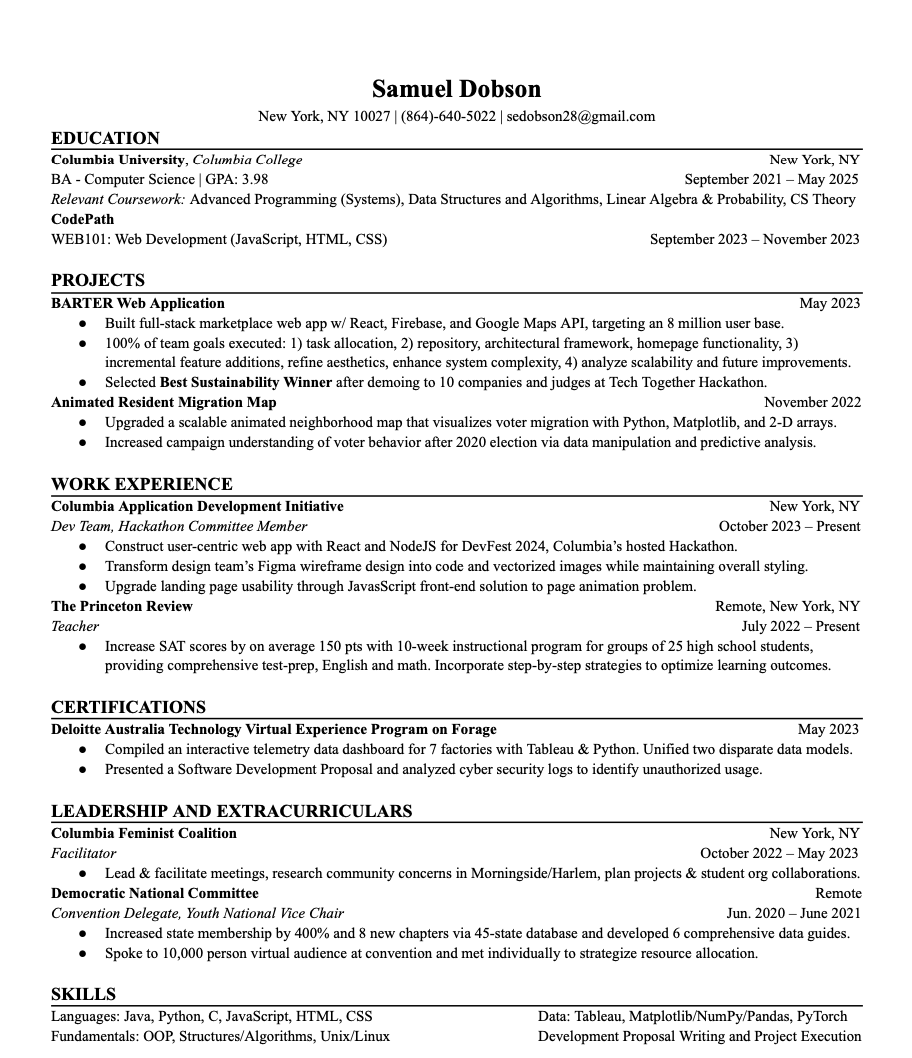 Samuel Dobson
New York, NY 10027 | (864)-640-5022 | sedobson28@gmail.com
EDUCATION
Columbia University, Columbia College New York, NY
BA - Computer Science | GPA: 3.98 September 2021 – May 2025
Relevant Coursework: Advanced Programming (Systems), Data Structures and Algorithms, Linear Algebra & Probability, CS Theory
CodePath
WEB101: Web Development (JavaScript, HTML, CSS) September 2023 – November 2023
PROJECTS
BARTER Web Application May 2023
● Built full-stack marketplace web app w/ React, Firebase, and Google Maps API, targeting an 8 million user base.
● 100% of team goals executed: 1) task allocation, 2) repository, architectural framework, homepage functionality, 3)
incremental feature additions, refine aesthetics, enhance system complexity, 4) analyze scalability and future improvements.
● Selected Best Sustainability Winner after demoing to 10 companies and judges at Tech Together Hackathon.
Animated Resident Migration Map November 2022
● Upgraded a scalable animated neighborhood map that visualizes voter migration with Python, Matplotlib, and 2-D arrays.
● Increased campaign understanding of voter behavior after 2020 election via data manipulation and predictive analysis.
WORK EXPERIENCE
Columbia Application Development Initiative New York, NY
Dev Team, Hackathon Committee Member October 2023 – Present
● Construct user-centric web app with React and NodeJS for DevFest 2024, Columbia's hosted Hackathon.
● Transform design team's Figma wireframe design into code and vectorized images while maintaining overall styling.
● Upgrade landing page usability through JavasScript front-end solution to page animation problem.
The Princeton Review Remote, New York, NY
Teacher July 2022 – Present
● Increase SAT scores by on average 150 pts with 10-week instructional program for groups of 25 high school students,
providing comprehensive test-prep, English and math. Incorporate step-by-step strategies to optimize learning outcomes.
CERTIFICATIONS
Deloitte Australia Technology Virtual Experience Program on Forage May 2023
● Compiled an interactive telemetry data dashboard for 7 factories with Tableau & Python. Unified two disparate data models.
● Presented a Software Development Proposal and analyzed cyber security logs to identify unauthorized usage.
LEADERSHIP AND EXTRACURRICULARS
Columbia Feminist Coalition New York, NY
Facilitator October 2022 – May 2023
● Lead & facilitate meetings, research community concerns in Morningside/Harlem, plan projects & student org collaborations.
Democratic National Committee Remote
Convention Delegate, Youth National Vice Chair Jun. 2020 – June 2021
● Increased state membership by 400% and 8 new chapters via 45-state database and developed 6 comprehensive data guides.
● Spoke to 10,000 person virtual audience at convention and met individually to strategize resource allocation.
SKILLS
Languages: Java, Python, C, JavaScript, HTML, CSS Data: Tableau, Matplotlib/NumPy/Pandas, PyTorch
Fundamentals: OOP, Structures/Algorithms, Unix/Linux Development Proposal Writing and Project Execution